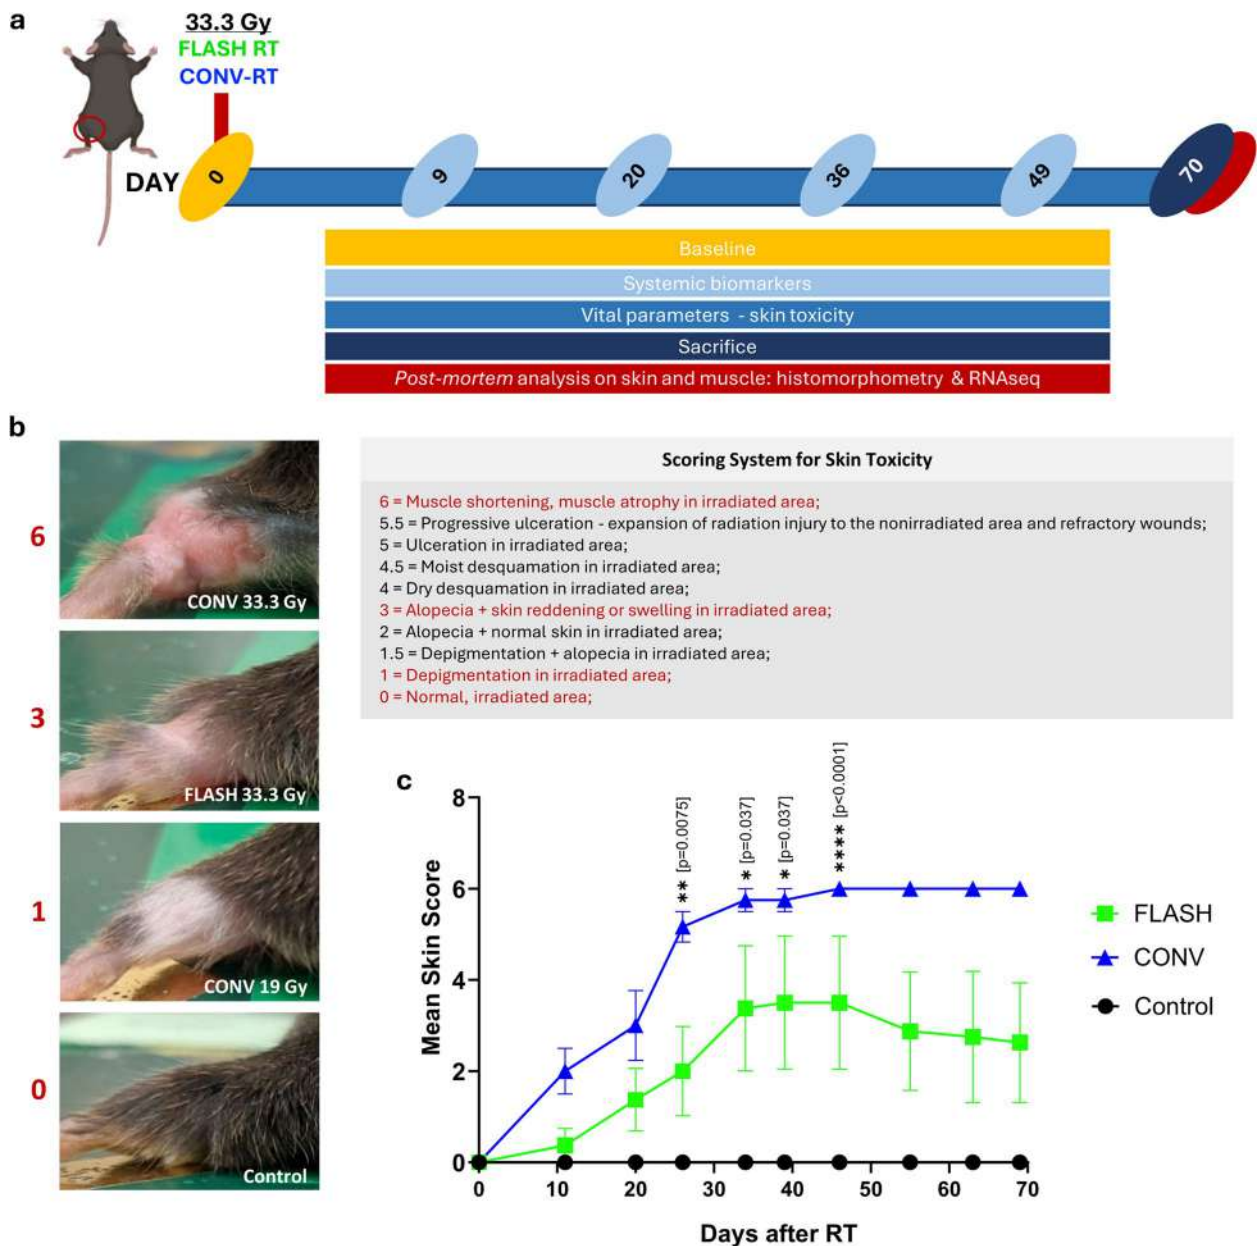 a
33.3 Gy
FLASH RT
CONV-RT
DAY 0 9 20 36 49 70
Baseline
Systemic biomarkers
Vital parameters - skin toxicity
Sacrifice
Post-mortem analysis on skin and muscle: histomorphometry & RNAseq
b
6
CONV 33.3 Gy
3
FLASH 33.3 Gy
1
CONV 19 Gy
0
Control
Scoring System for Skin Toxicity
6 = Muscle shortening, muscle atrophy in irradiated area;
5.5 = Progressive ulceration - expansion of radiation injury to the nonirradiated area and refractory wounds;
5 = Ulceration in irradiated area;
4.5 = Moist desquamation in irradiated area;
4 = Dry desquamation in irradiated area;
3 = Alopecia + skin reddening or swelling in irradiated area;
2 = Alopecia + normal skin in irradiated area;
1.5 = Depigmentation + alopecia in irradiated area;
1 = Depigmentation in irradiated area;
0 = Normal, irradiated area;
c
** [p=0.0075]
* [p=0.037]
* [p=0.037]
**** [p<0.0001]
Mean Skin Score
8
6
4
2
0
0 10 20 30 40 50 60 70
Days after RT
FLASH
CONV
Control